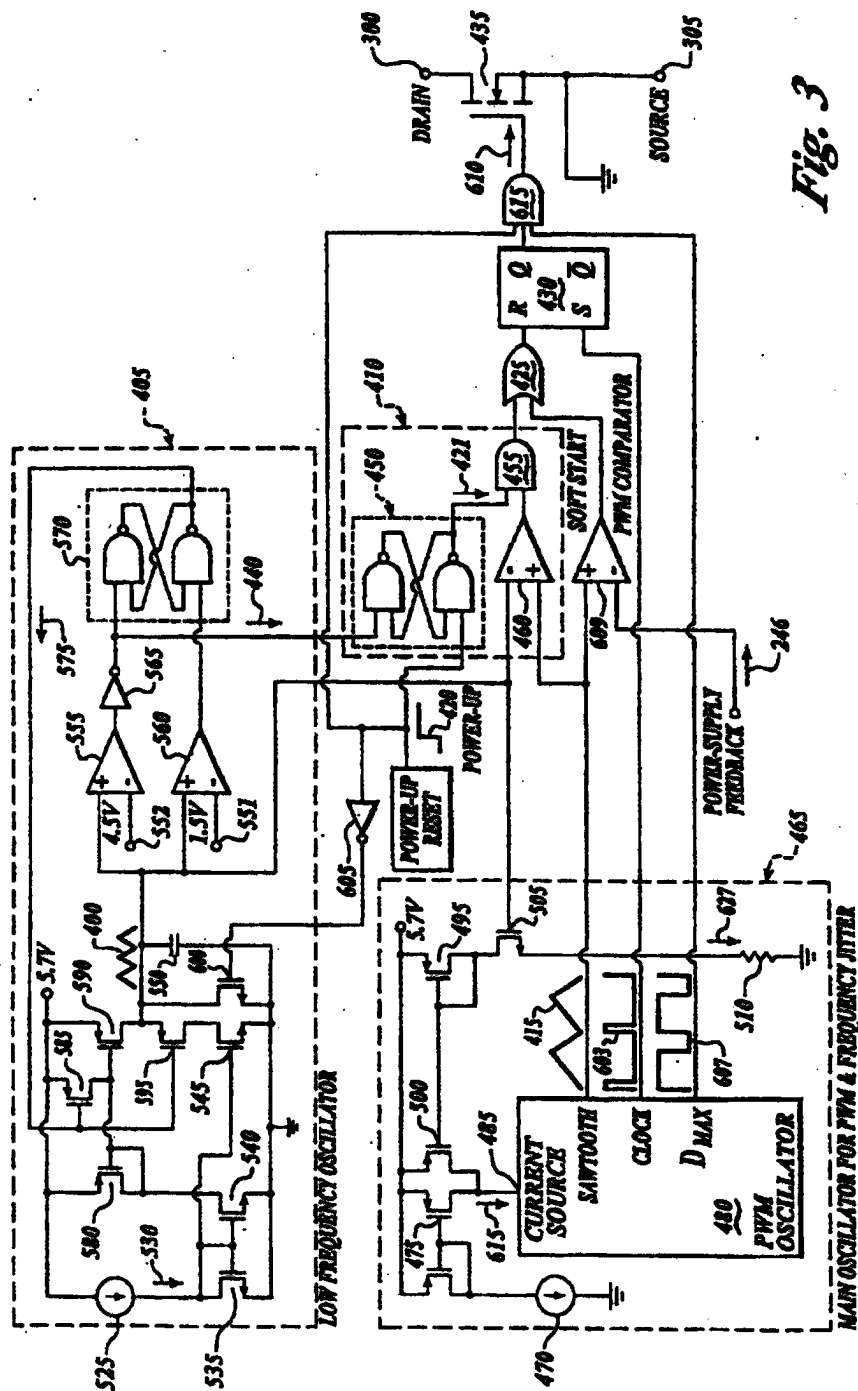 525
530
535
580
540
585
5.7V
590
400
595
545
550
600
4.5V
555
552
1.5V
560
551
565
575
570
440
405
LOW FREQUENCY OSCILLATOR
605
POWER-UP
RESET
420
POWER-UP
450
421
410
455
460
SOFT START
425
PWM COMPARATOR
609
R
Q
430
S
Q
615
610
DRAIN
300
435
SOURCE
305
POWER-SUPPLY
FEEDBACK
246
465
5.7V
495
500
505
475
485
615
470
CURRENT
SOURCE
SAWTOOTH
415
CLOCK
603
D MAX
607
480
PWM
OSCILLATOR
510
627
MAIN OSCILLATOR FOR PWM & FREQUENCY JITTER
Fig. 3